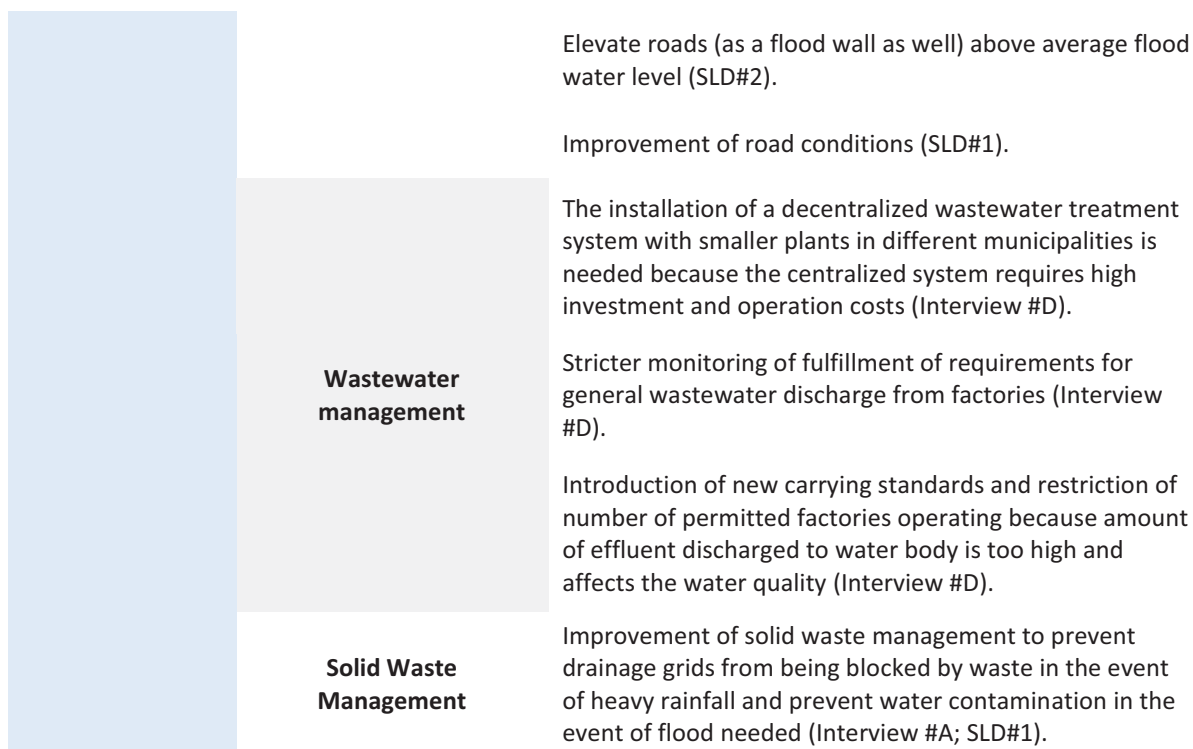 Elevate roads (as a flood wall as well) above average flood
water level (SLD#2).
Improvement of road conditions (SLD#1).
Wastewater
management
The installation of a decentralized wastewater treatment
system with smaller plants in different municipalities is
needed because the centralized system requires high
investment and operation costs (Interview #D).
Stricter monitoring of fulfillment of requirements for
general wastewater discharge from factories (Interview
#D).
Introduction of new carrying standards and restriction of
number of permitted factories operating because amount
of effluent discharged to water body is too high and
affects the water quality (Interview #D).
Solid Waste
Management
Improvement of solid waste management to prevent
drainage grids from being blocked by waste in the event
of heavy rainfall and prevent water contamination in the
event of flood needed (Interview #A; SLD#1).